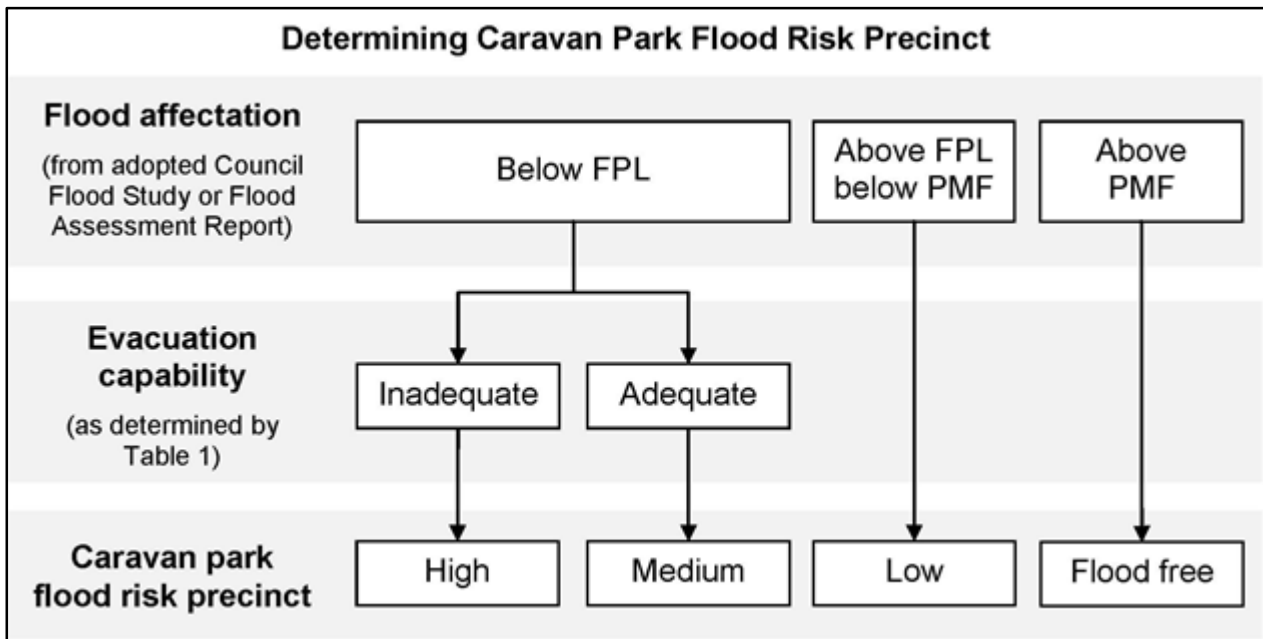 Determining Caravan Park Flood Risk Precinct
Flood affectation
(from adopted Council
Flood Study or Flood
Assessment Report)
Below FPL
Above FPL
below PMF
Above
PMF
Evacuation
capability
(as determined by
Table 1)
Inadequate
Adequate
Caravan park
flood risk precinct
High
Medium
Low
Flood free